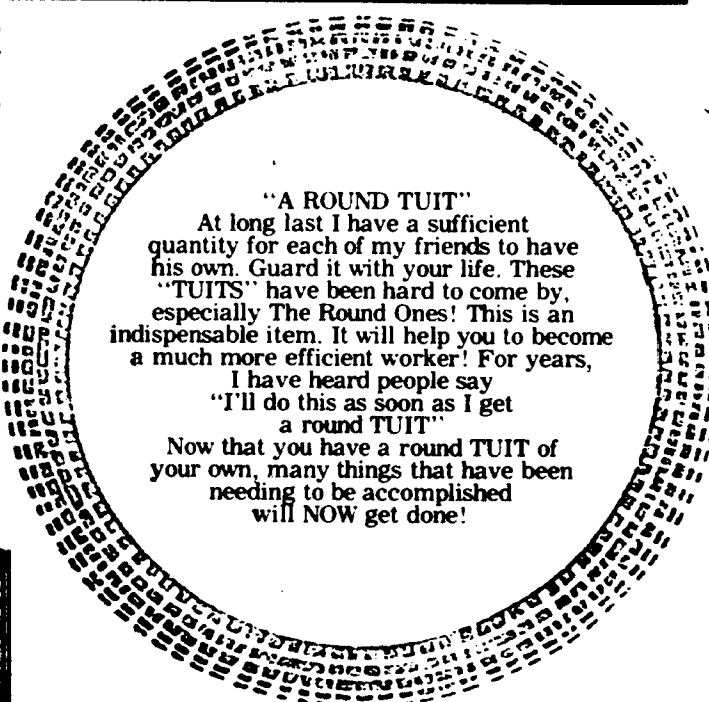 “A ROUND TUIT”
At long last I have a sufficient
quantity for each of my friends to have
his own. Guard it with your life. These
“TUITS” have been hard to come by,
especially The Round Ones! This is an
indispensable item. It will help you to become
a much more efficient worker! For years,
I have heard people say
“I'll do this as soon as I get
a round TUIT”
Now that you have a round TUIT of
your own, many things that have been
needing to be accomplished
will NOW get done!